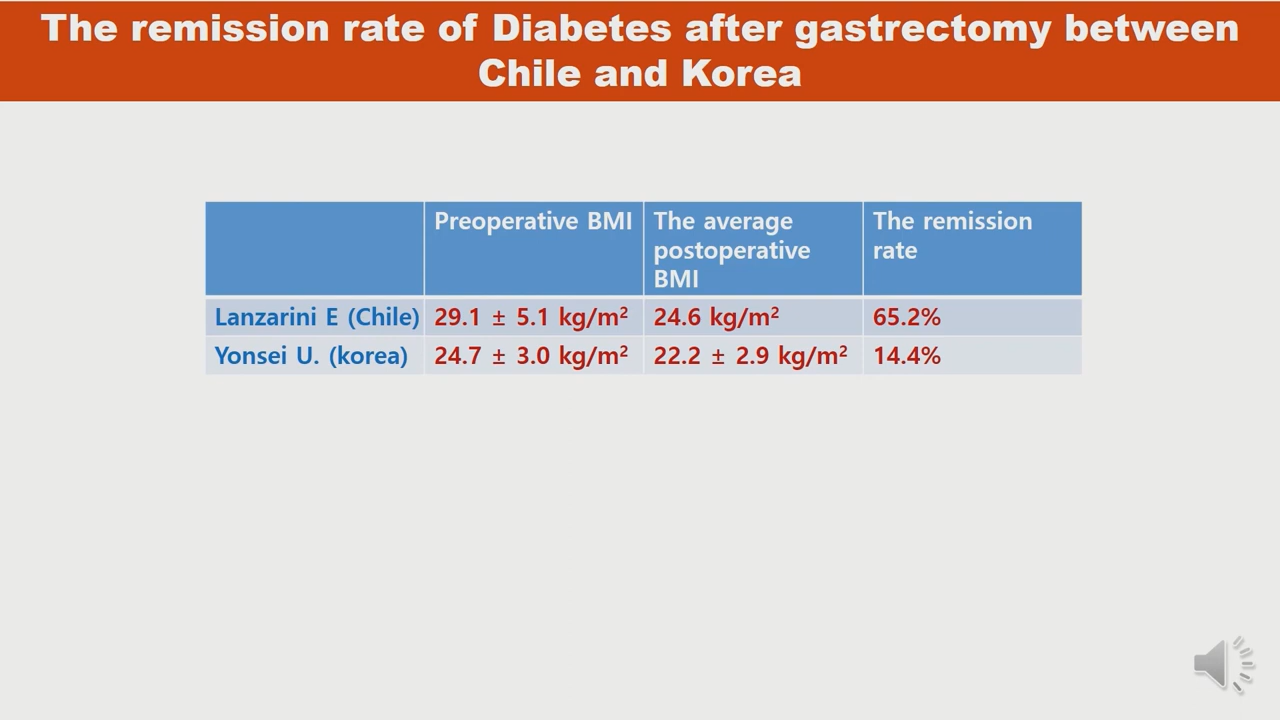 The remission rate of Diabetes after gastrectomy between
Chile and Korea
Preoperative BMI
The average
postoperative
BMI
The remission
rate
Lanzarini E (Chile) 29.1 ± 5.1 kg/m² 24.6 kg/m² 65.2%
Yonsei U. (korea) 24.7 ± 3.0 kg/m² 22.2 ± 2.9 kg/m² 14.4%